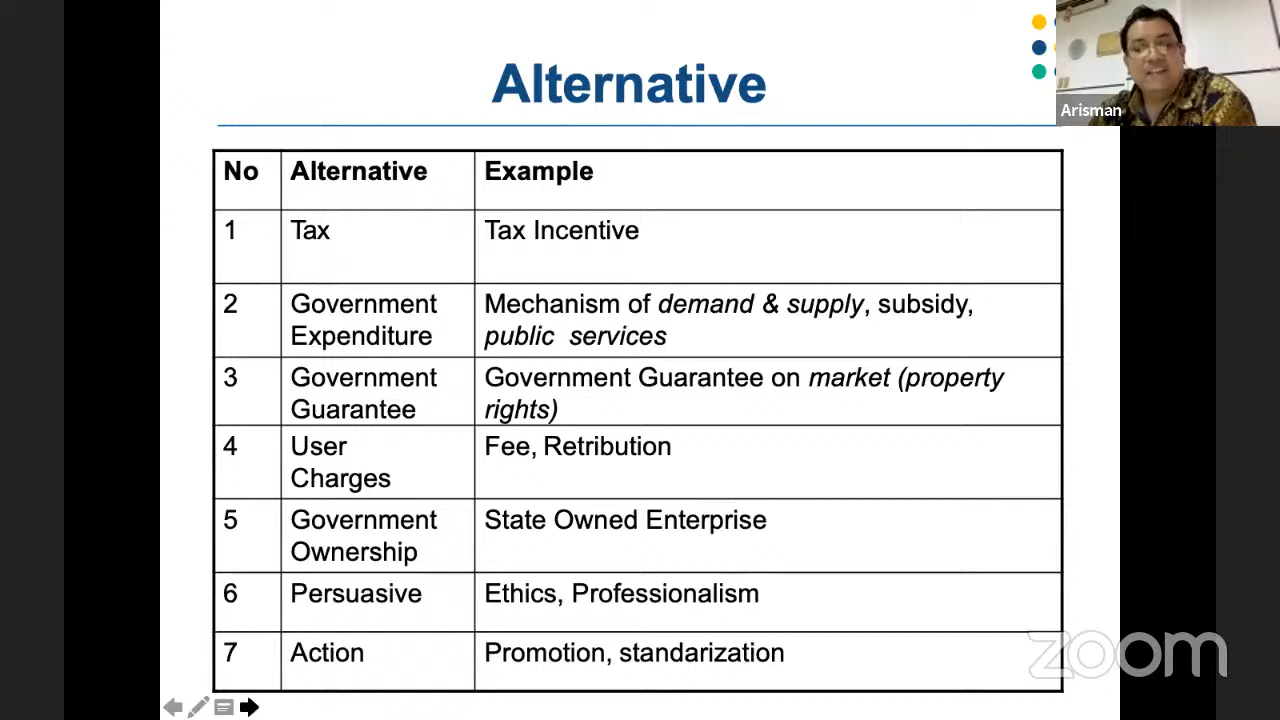 Alternative
Arisman
No Alternative Example
1 Tax Tax Incentive
2 Government Expenditure Mechanism of demand & supply, subsidy, public services
3 Government Guarantee Government Guarantee on market (property rights)
4 User Charges Fee, Retribution
5 Government Ownership State Owned Enterprise
6 Persuasive Ethics, Professionalism
7 Action Promotion, standarization
zoom